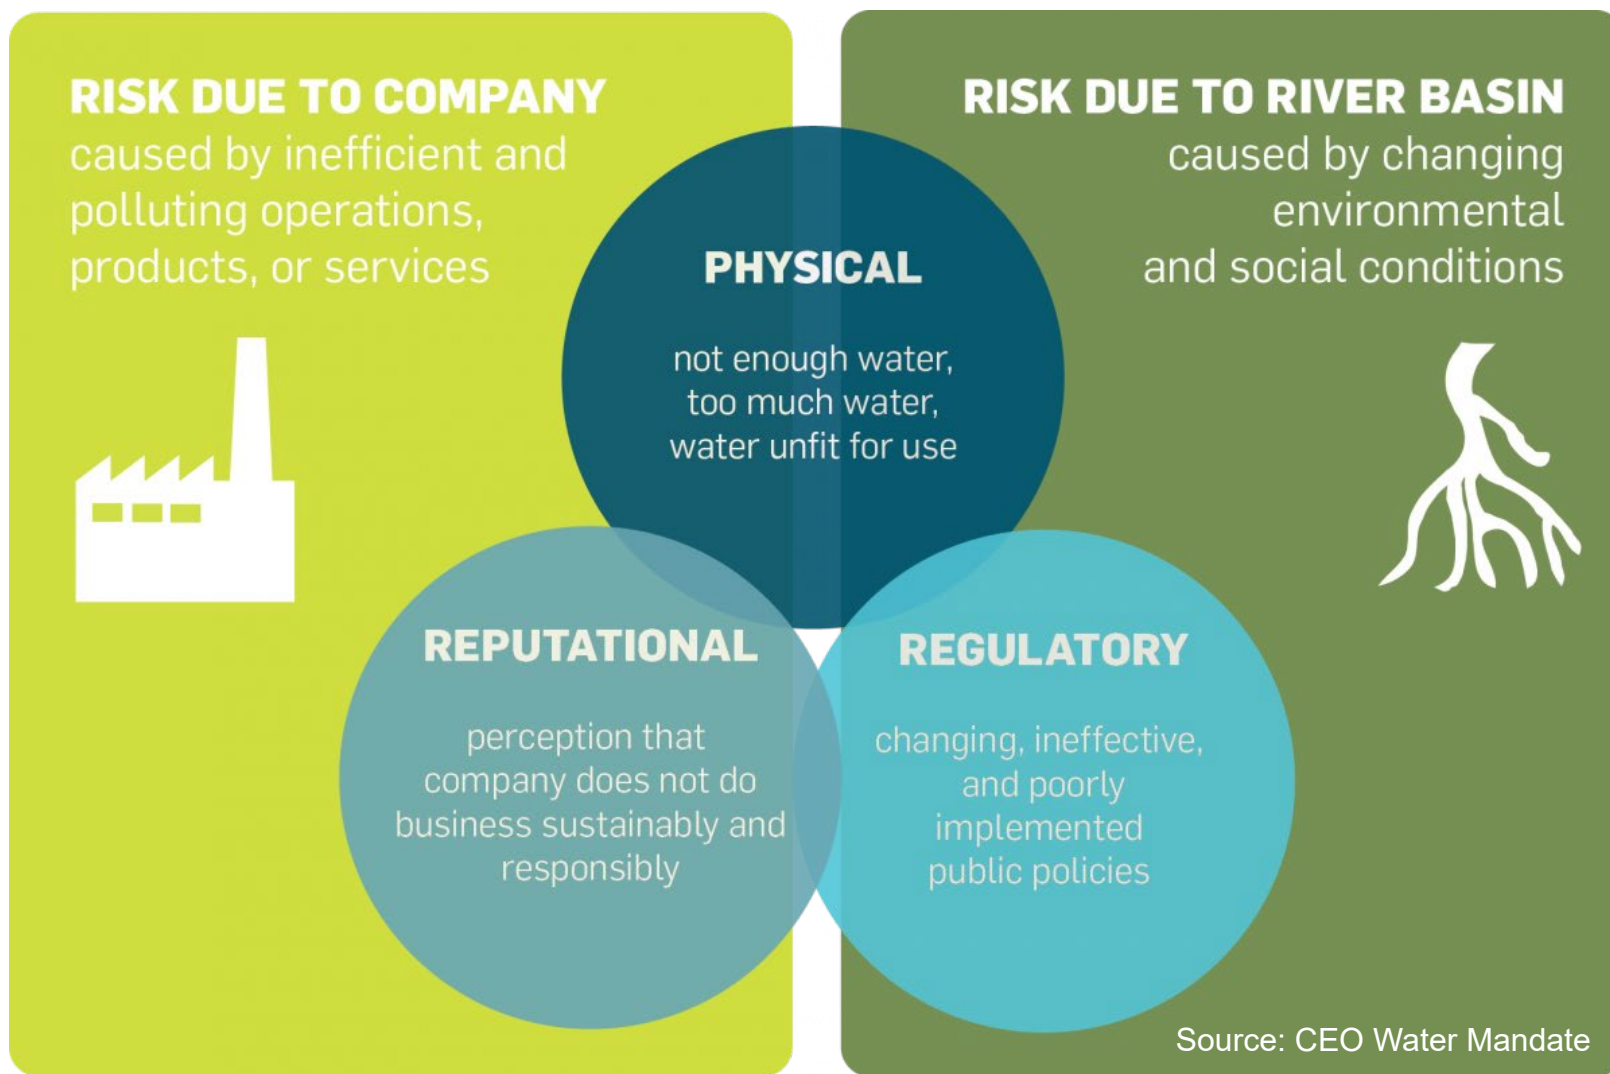 RISK DUE TO COMPANY
caused by inefficient and
polluting operations,
products, or services
RISK DUE TO RIVER BASIN
caused by changing
environmental
and social conditions
PHYSICAL
not enough water,
too much water,
water unfit for use
REPUTATIONAL
perception that
company does not do
business sustainably and
responsibly
REGULATORY
changing, ineffective,
and poorly
implemented
public policies
Source: CEO Water Mandate